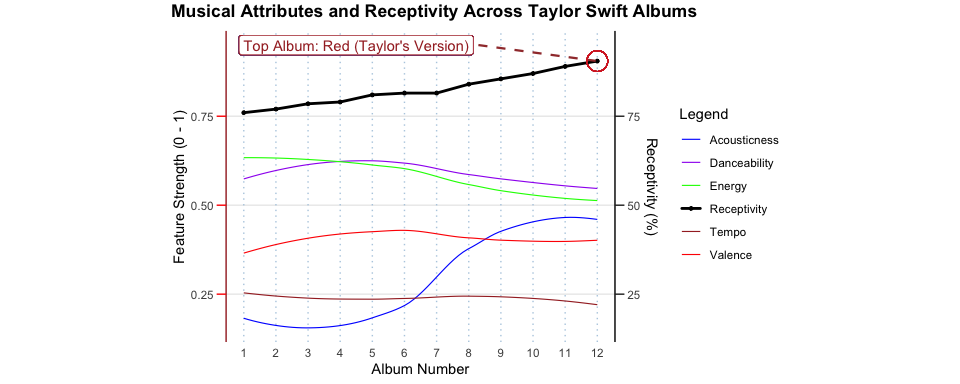 Musical Attributes and Receptivity Across Taylor Swift Albums
Top Album: Red (Taylor's Version)
Feature Strength (0 - 1)
0.75
0.50
0.25
75
50
25
Receptivity (%)
1 2 3 4 5 6 7 8 9 10 11 12
Album Number
Legend
Acousticness
Danceability
Energy
Receptivity
Tempo
Valence